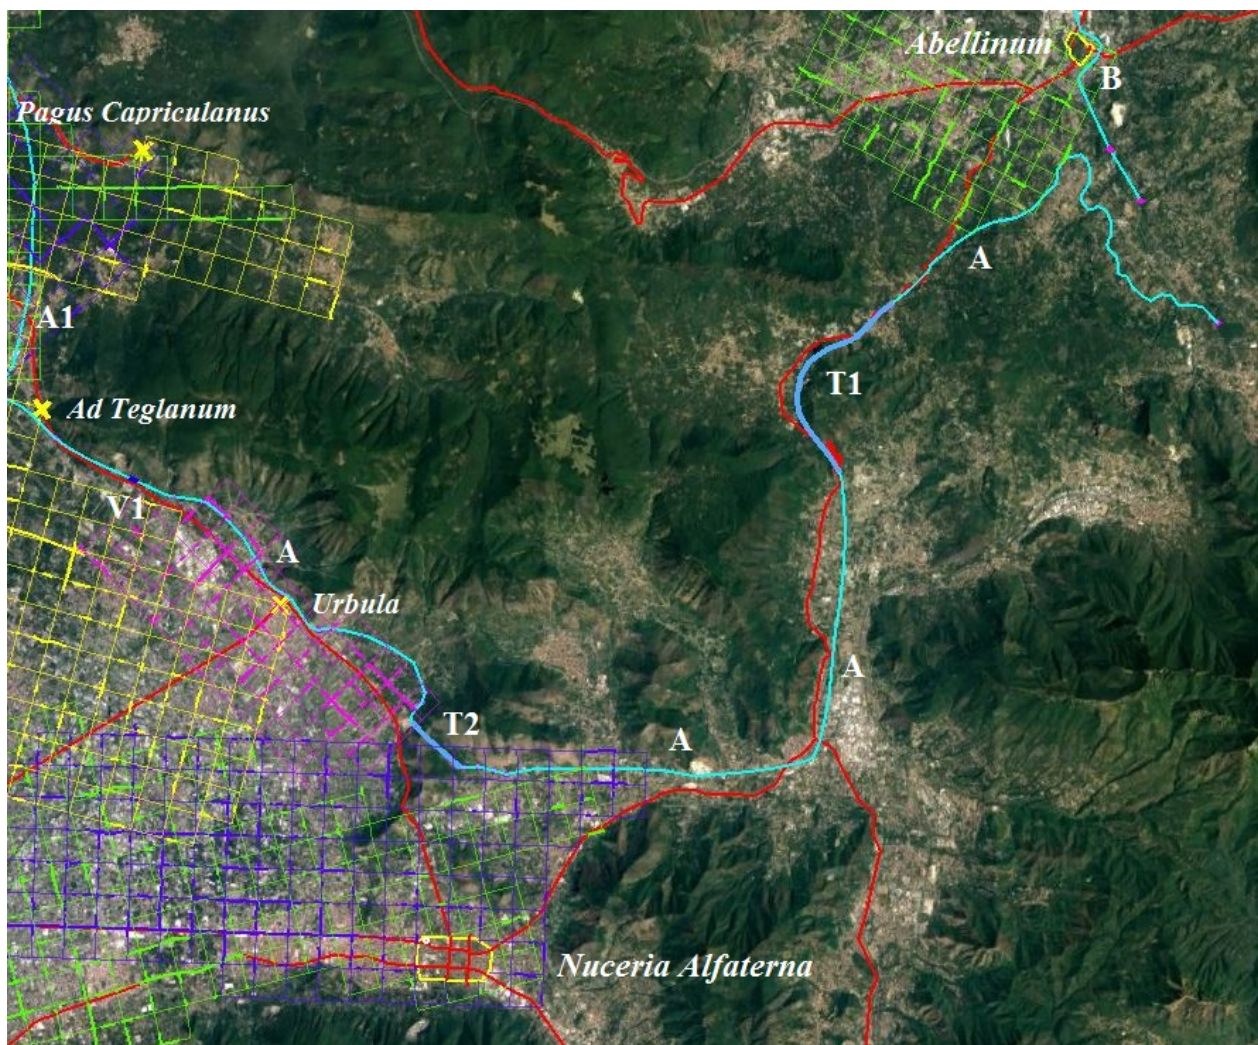 Abellinum
B
Pagus Capriculanus
A
A1
T1
Ad Teglanum
V1
A
Urbula
A
T2
A
Nuceria Alfaterna